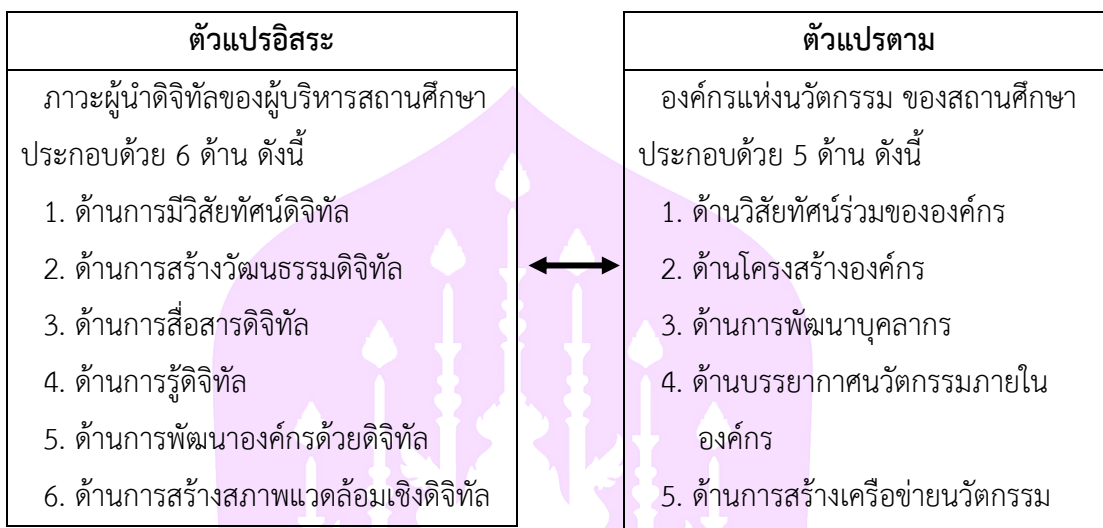 ตัวแปรอิสระ
ภาวะผู้นำดิจิทัลของผู้บริหารสถานศึกษา
ประกอบด้วย 6 ด้าน ดังนี้
1. ด้านการมีวิสัยทัศน์ดิจิทัล
2. ด้านการสร้างวัฒนธรรมดิจิทัล
3. ด้านการสื่อสารดิจิทัล
4. ด้านการรู้ดิจิทัล
5. ด้านการพัฒนาองค์กรด้วยดิจิทัล
6. ด้านการสร้างสภาพแวดล้อมเชิงดิจิทัล
ตัวแปรตาม
องค์กรแห่งนวัตกรรม ของสถานศึกษา
ประกอบด้วย 5 ด้าน ดังนี้
1. ด้านวิสัยทัศน์ร่วมขององค์กร
2. ด้านโครงสร้างองค์กร
3. ด้านการพัฒนาบุคลากร
4. ด้านบรรยากาศนวัตกรรมภายใน
องค์กร
5. ด้านการสร้างเครือข่ายนวัตกรรม